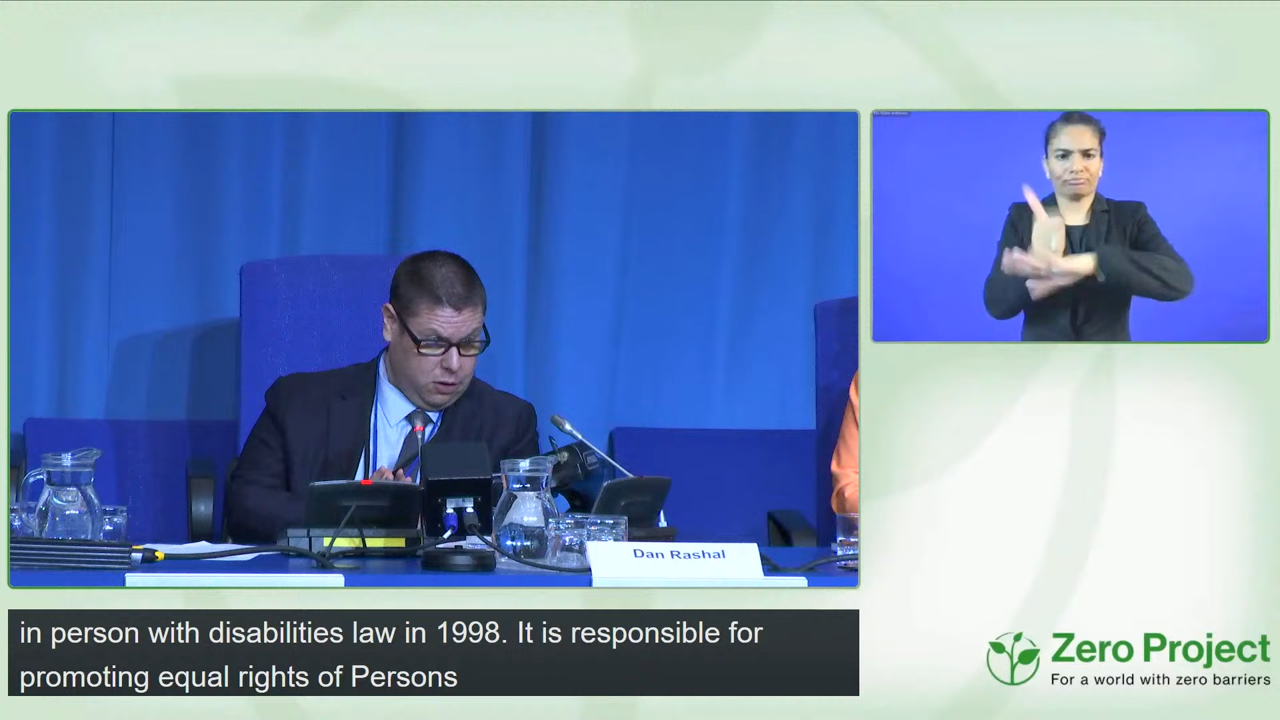 Dan Rashal
in person with disabilities law in 1998. It is responsible for
promoting equal rights of Persons
Zero Project
For a world with zero barriers